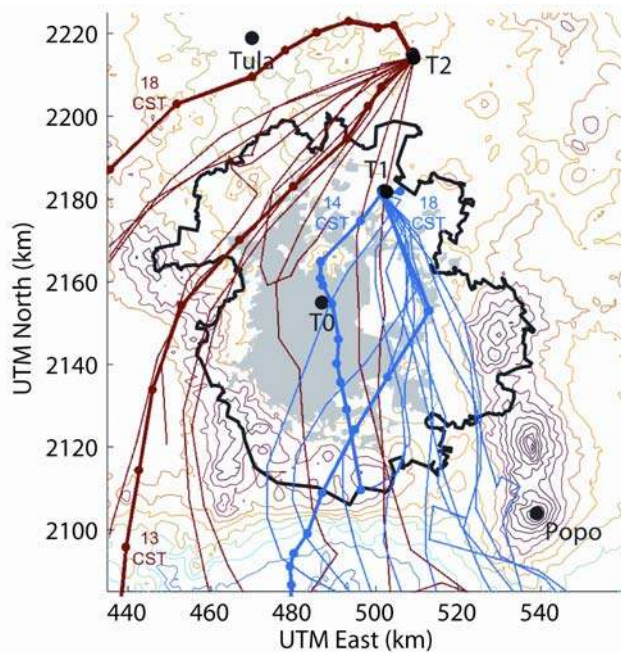 2220
2200
2180
2160
2140
2120
2100
UTM North (km)
Tula
T2
18
CST
T1
14
CST
18
CST
T0
13
CST
Popo
440 460 480 500 520 540
UTM East (km)